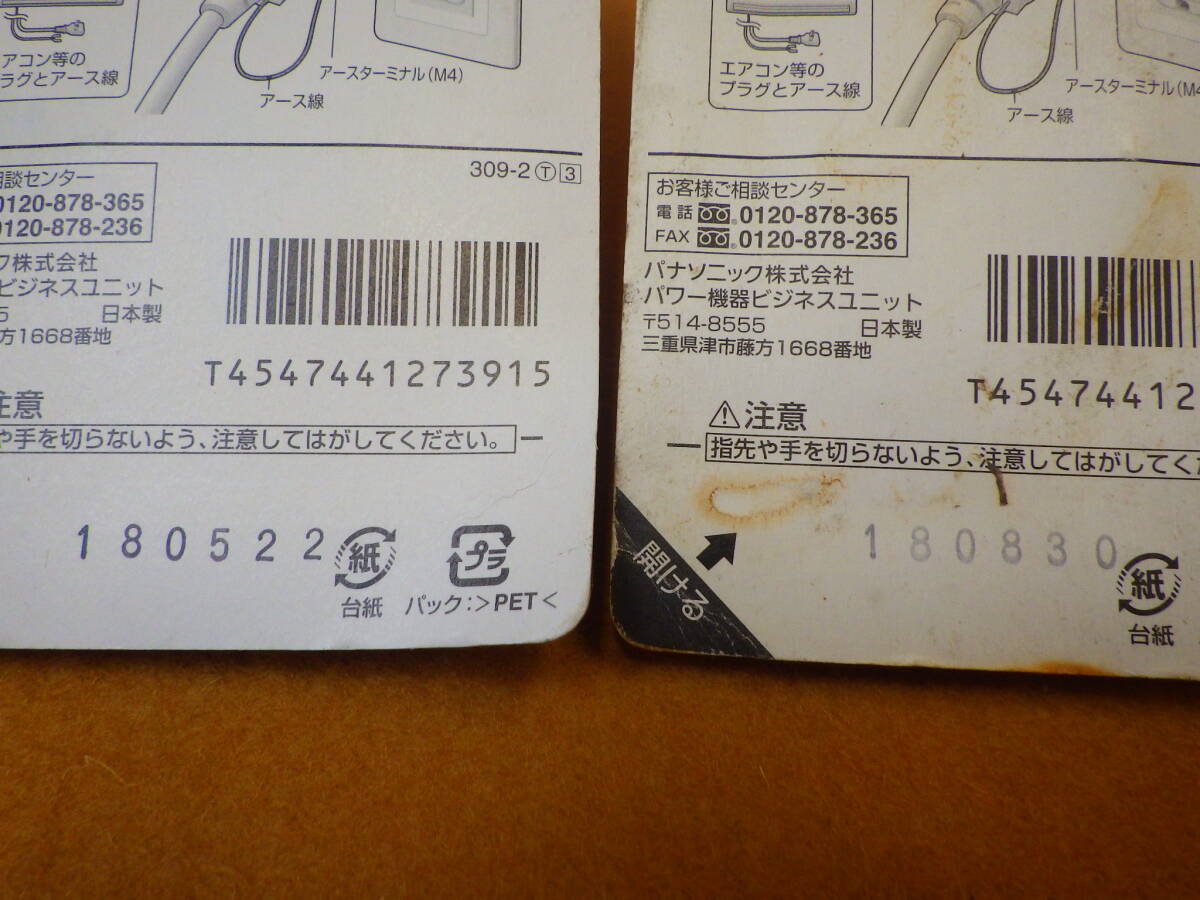 アコン等の
プラグとアース線
アースターミナル(M4)
アース線
309-2 Ⓣ 3
相談センター
0120-878-365
0120-878-236
ク株式会社
ビジネスユニット
5 日本製
方1668番地
T4547441273915
注意
や手を切らないよう、注意してはがしてください。
180522
紙
台紙
プラ
パック:>PET<
エアコン等の
プラグとアース線
アースターミナル(M4
アース線
お客様ご相談センター
電話 0120-878-365
FAX 0120-878-236
パナソニック株式会社
パワー機器ビジネスユニット
〒514-8555 日本製
三重県津市藤方1668番地
T45474412
⚠注意
指先や手を切らないよう、注意してはがしてく
開ける
180830
紙
台紙